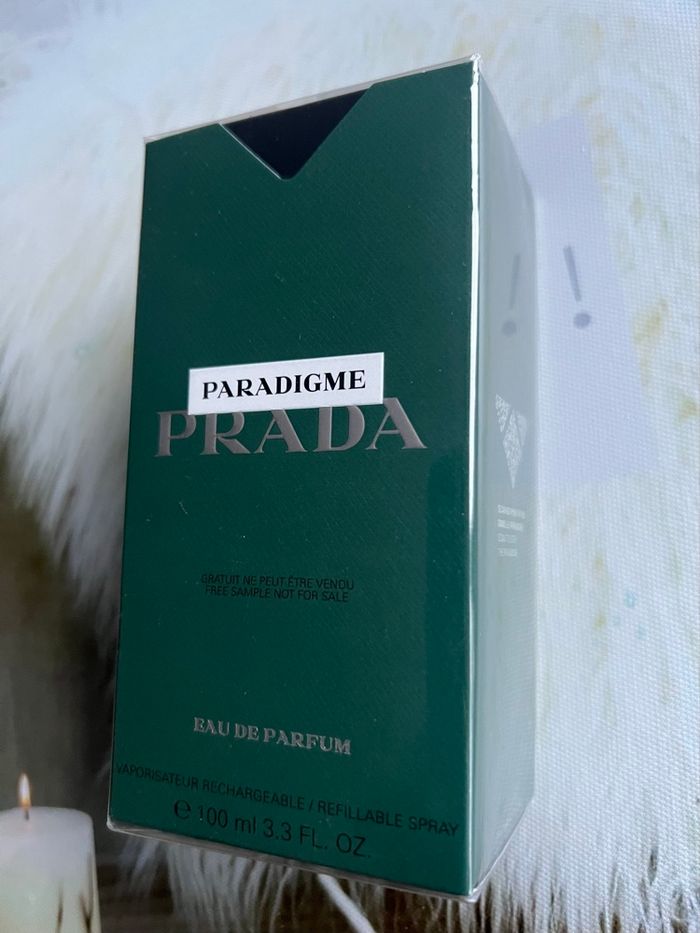 PARADIGME
PRADA
GRATUIT NE PEUT ÊTRE VENDU
FREE SAMPLE NOT FOR SALE
EAU DE PARFUM
VAPORISATEUR RECHARGEABLE / REFILLABLE SPRAY
℮ 100 ml 3.3 FL. OZ.